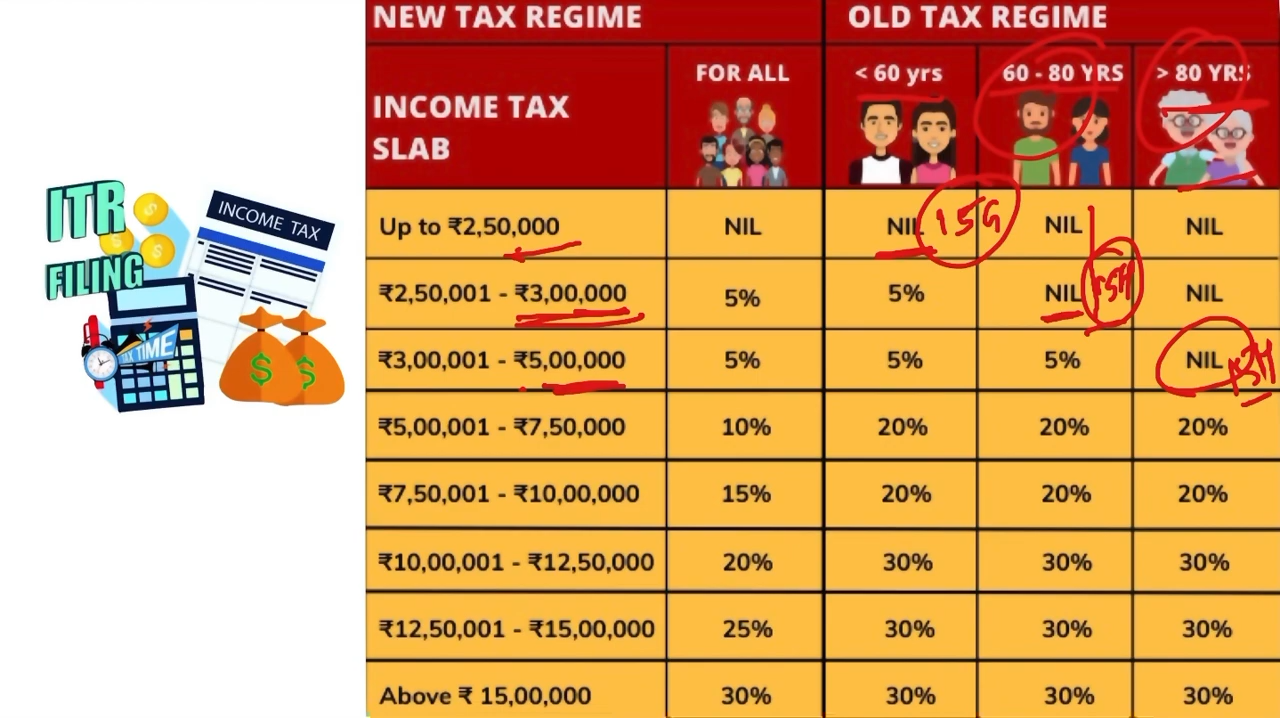 NEW TAX REGIME
OLD TAX REGIME
INCOME TAX SLAB
FOR ALL
< 60 yrs
60 - 80 YRS
> 80 YRS
ITR
FILING
INCOME TAX
TIME
Up to ₹2,50,000 NIL NIL 15G NIL NIL
₹2,50,001 - ₹3,00,000 5% 5% NIL 15H NIL
₹3,00,001 - ₹5,00,000 5% 5% 5% NIL 15H
₹5,00,001 - ₹7,50,000 10% 20% 20% 20%
₹7,50,001 - ₹10,00,000 15% 20% 20% 20%
₹10,00,001 - ₹12,50,000 20% 30% 30% 30%
₹12,50,001 - ₹15,00,000 25% 30% 30% 30%
Above ₹ 15,00,000 30% 30% 30% 30%